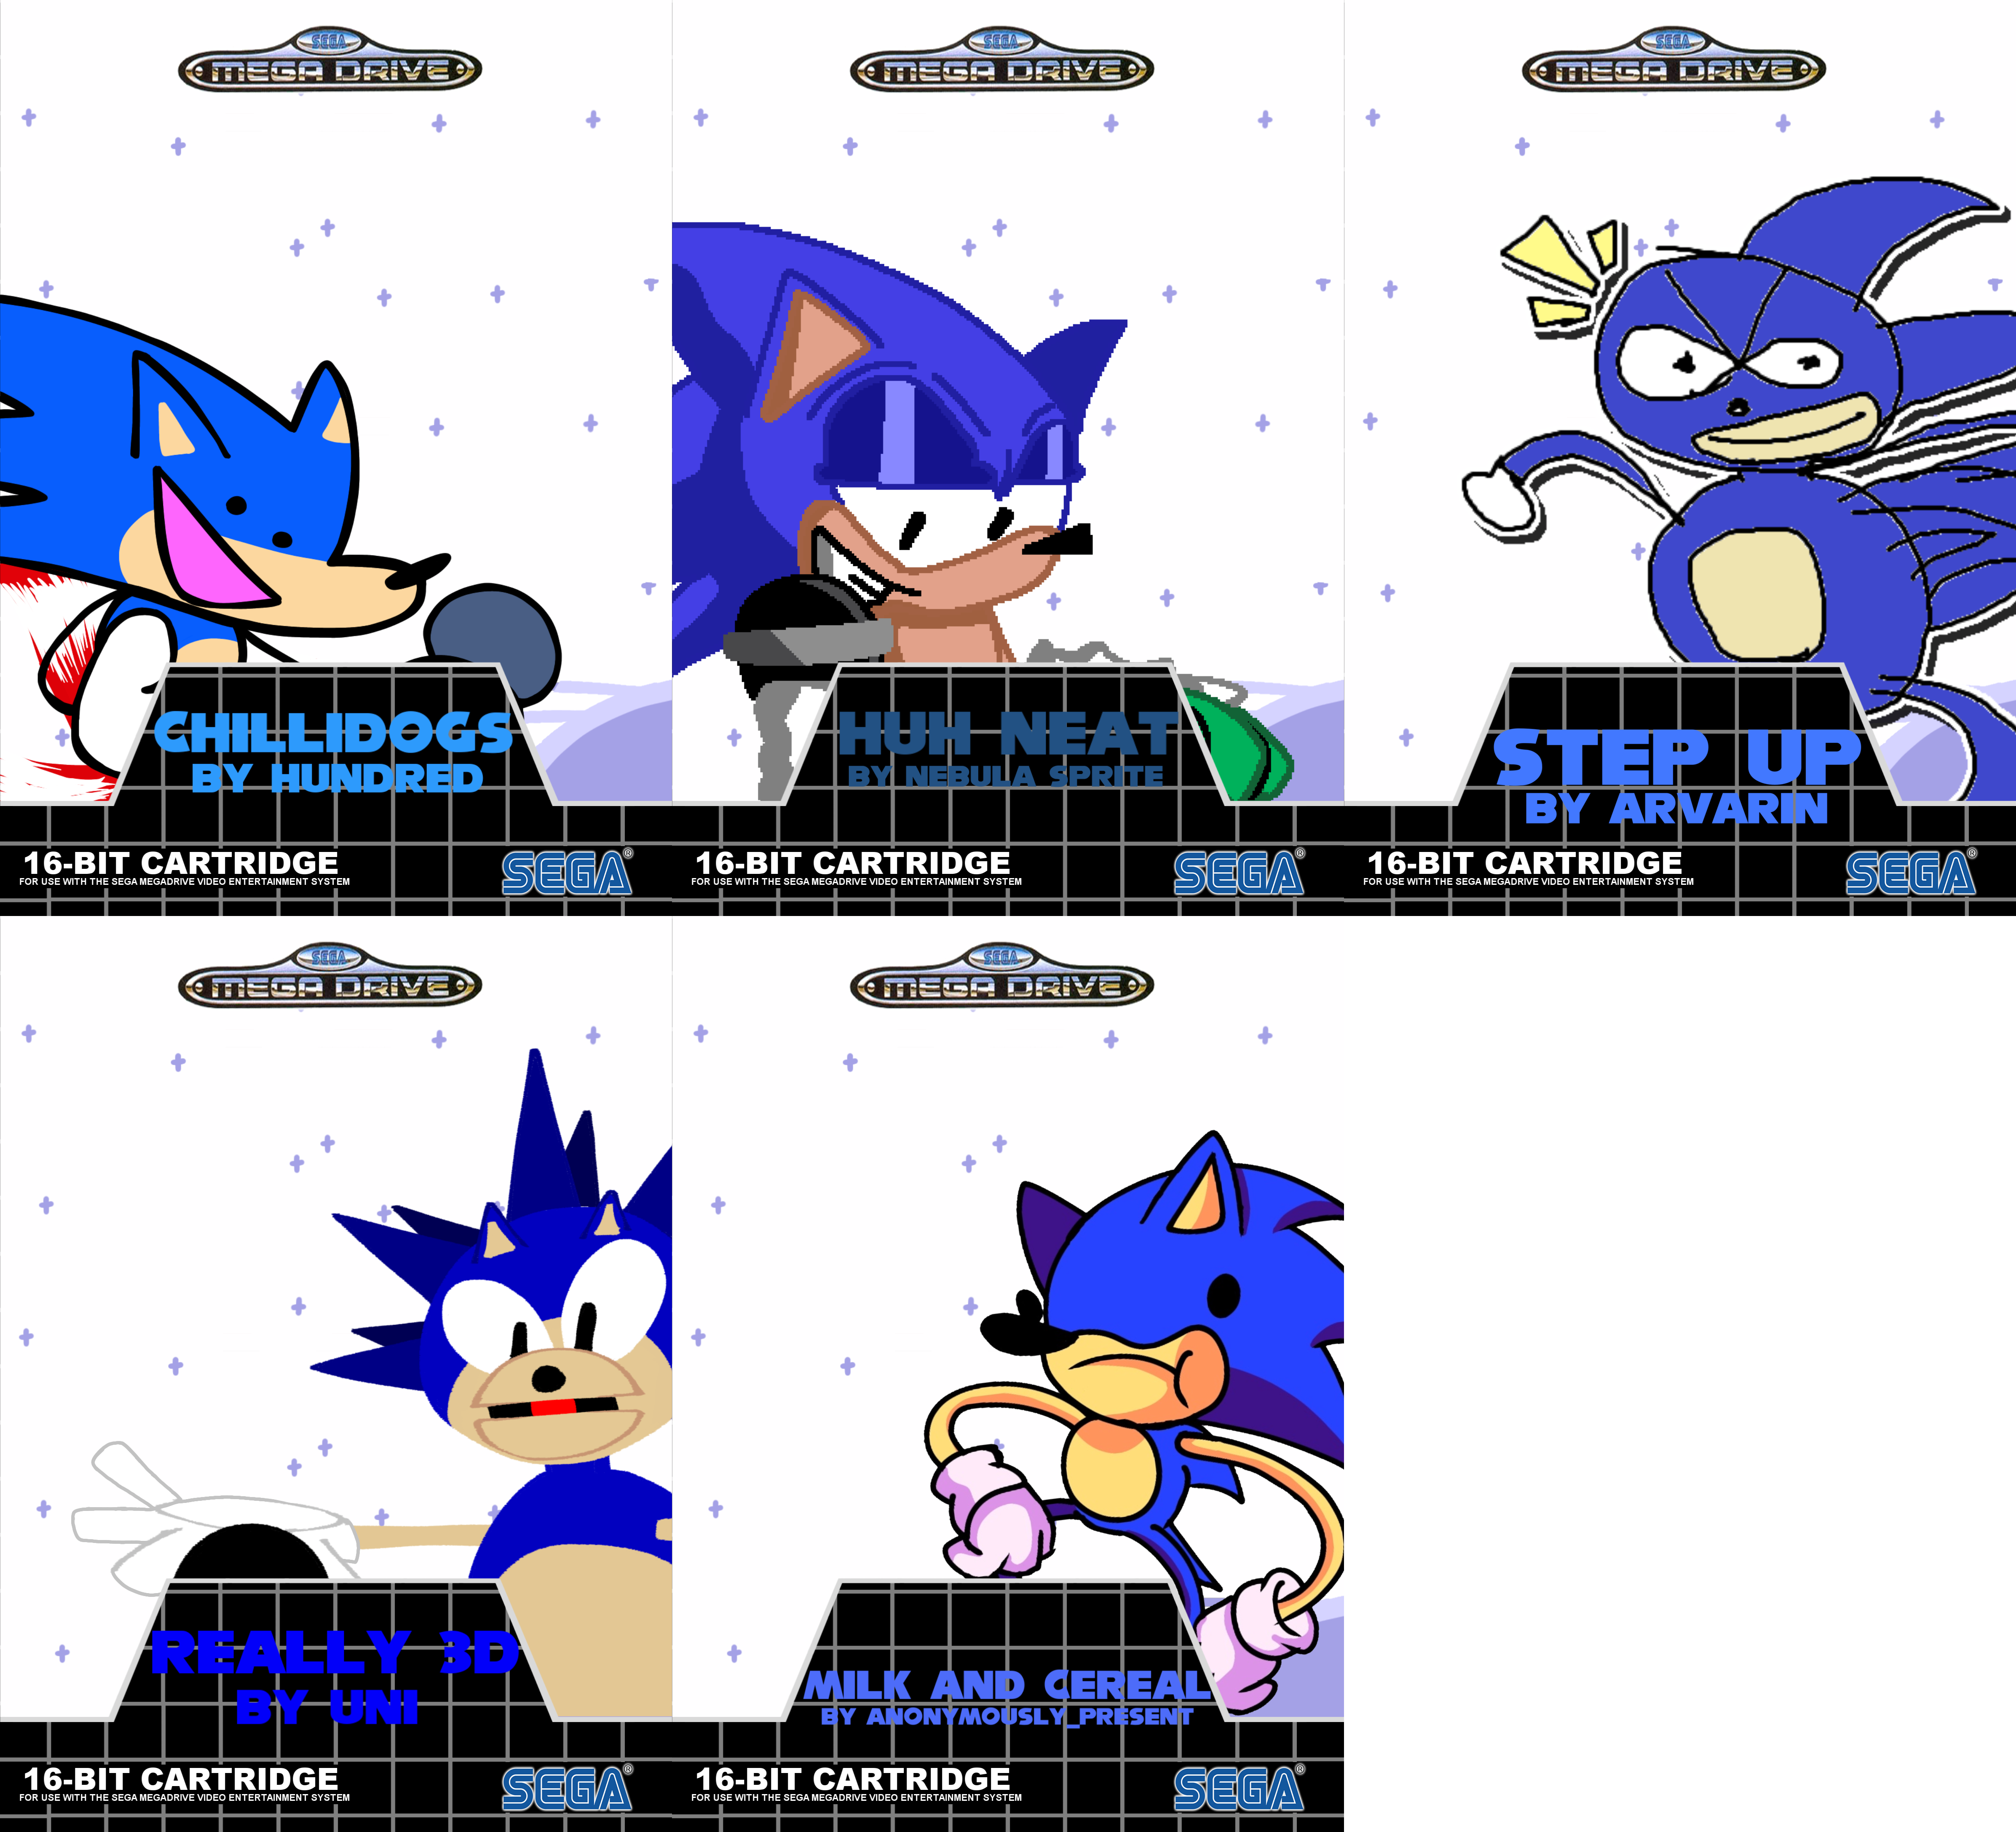 SEGA
MEGA DRIVE
CHILLIDOGS
BY HUNDRED
16-BIT CARTRIDGE
FOR USE WITH THE SEGA MEGADRIVE VIDEO ENTERTAINMENT SYSTEM
SEGA®
SEGA
MEGA DRIVE
HUH NEAT
BY NEBULA SPRITE
16-BIT CARTRIDGE
FOR USE WITH THE SEGA MEGADRIVE VIDEO ENTERTAINMENT SYSTEM
SEGA®
SEGA
MEGA DRIVE
STEP UP
BY ARVARIN
16-BIT CARTRIDGE
FOR USE WITH THE SEGA MEGADRIVE VIDEO ENTERTAINMENT SYSTEM
SEGA®
SEGA
MEGA DRIVE
REALLY 3D
BY UNI
16-BIT CARTRIDGE
FOR USE WITH THE SEGA MEGADRIVE VIDEO ENTERTAINMENT SYSTEM
SEGA®
SEGA
MEGA DRIVE
MILK AND CEREAL
BY ANONYMOUSLY_PRESENT
16-BIT CARTRIDGE
FOR USE WITH THE SEGA MEGADRIVE VIDEO ENTERTAINMENT SYSTEM
SEGA®